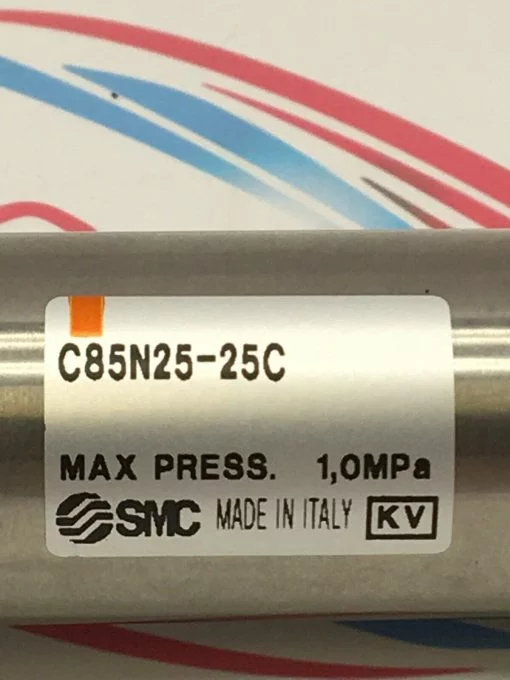 C85N25-25C
MAX PRESS. 1,0MPa
SMC MADE IN ITALY KV